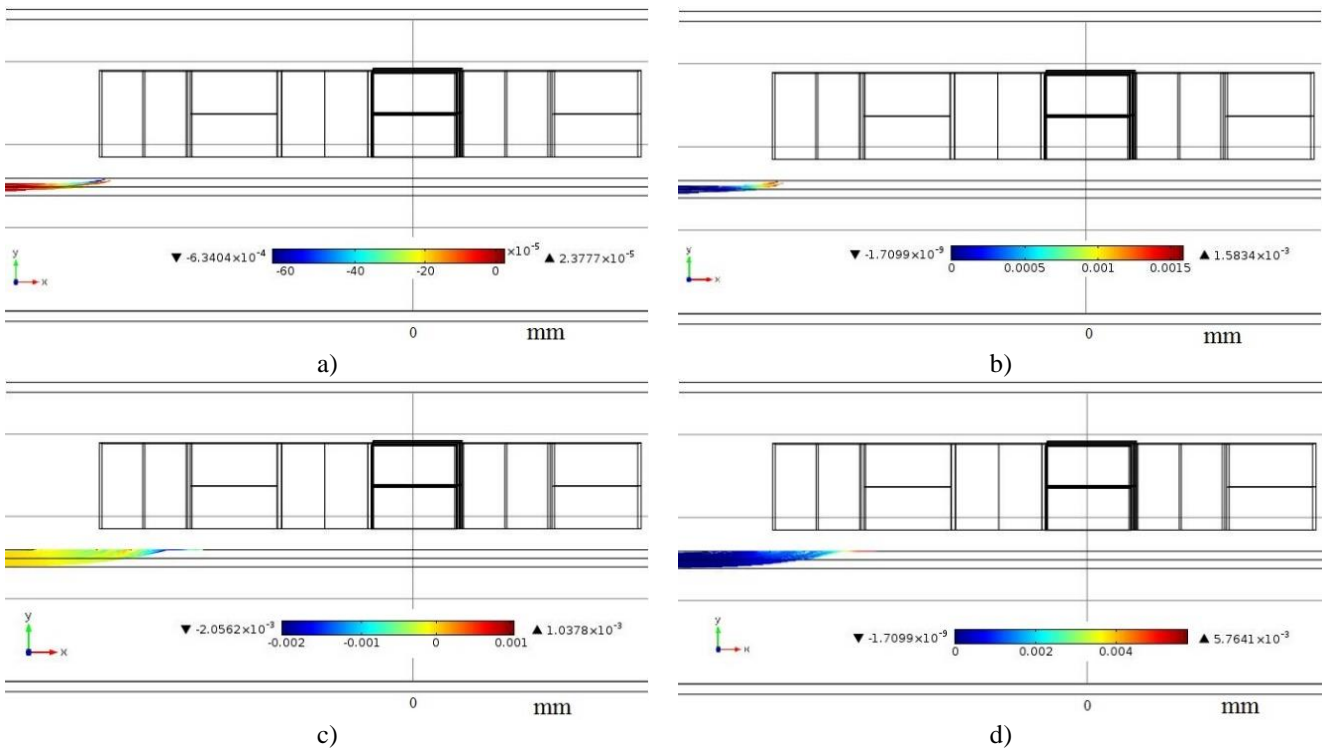 ×10⁻⁵
▼ -6.3404×10⁻⁴ ▲ 2.3777×10⁻⁵
-60 -40 -20 0
y
x
0 mm
a)
▼ -1.7099×10⁻⁹ ▲ 1.5834×10⁻³
0 0.0005 0.001 0.0015
y
x
0 mm
b)
▼ -2.0562×10⁻³ ▲ 1.0378×10⁻³
-0.002 -0.001 0 0.001
y
x
0 mm
c)
▼ -1.7099×10⁻⁹ ▲ 5.7641×10⁻³
0 0.002 0.004
y
x
0 mm
d)